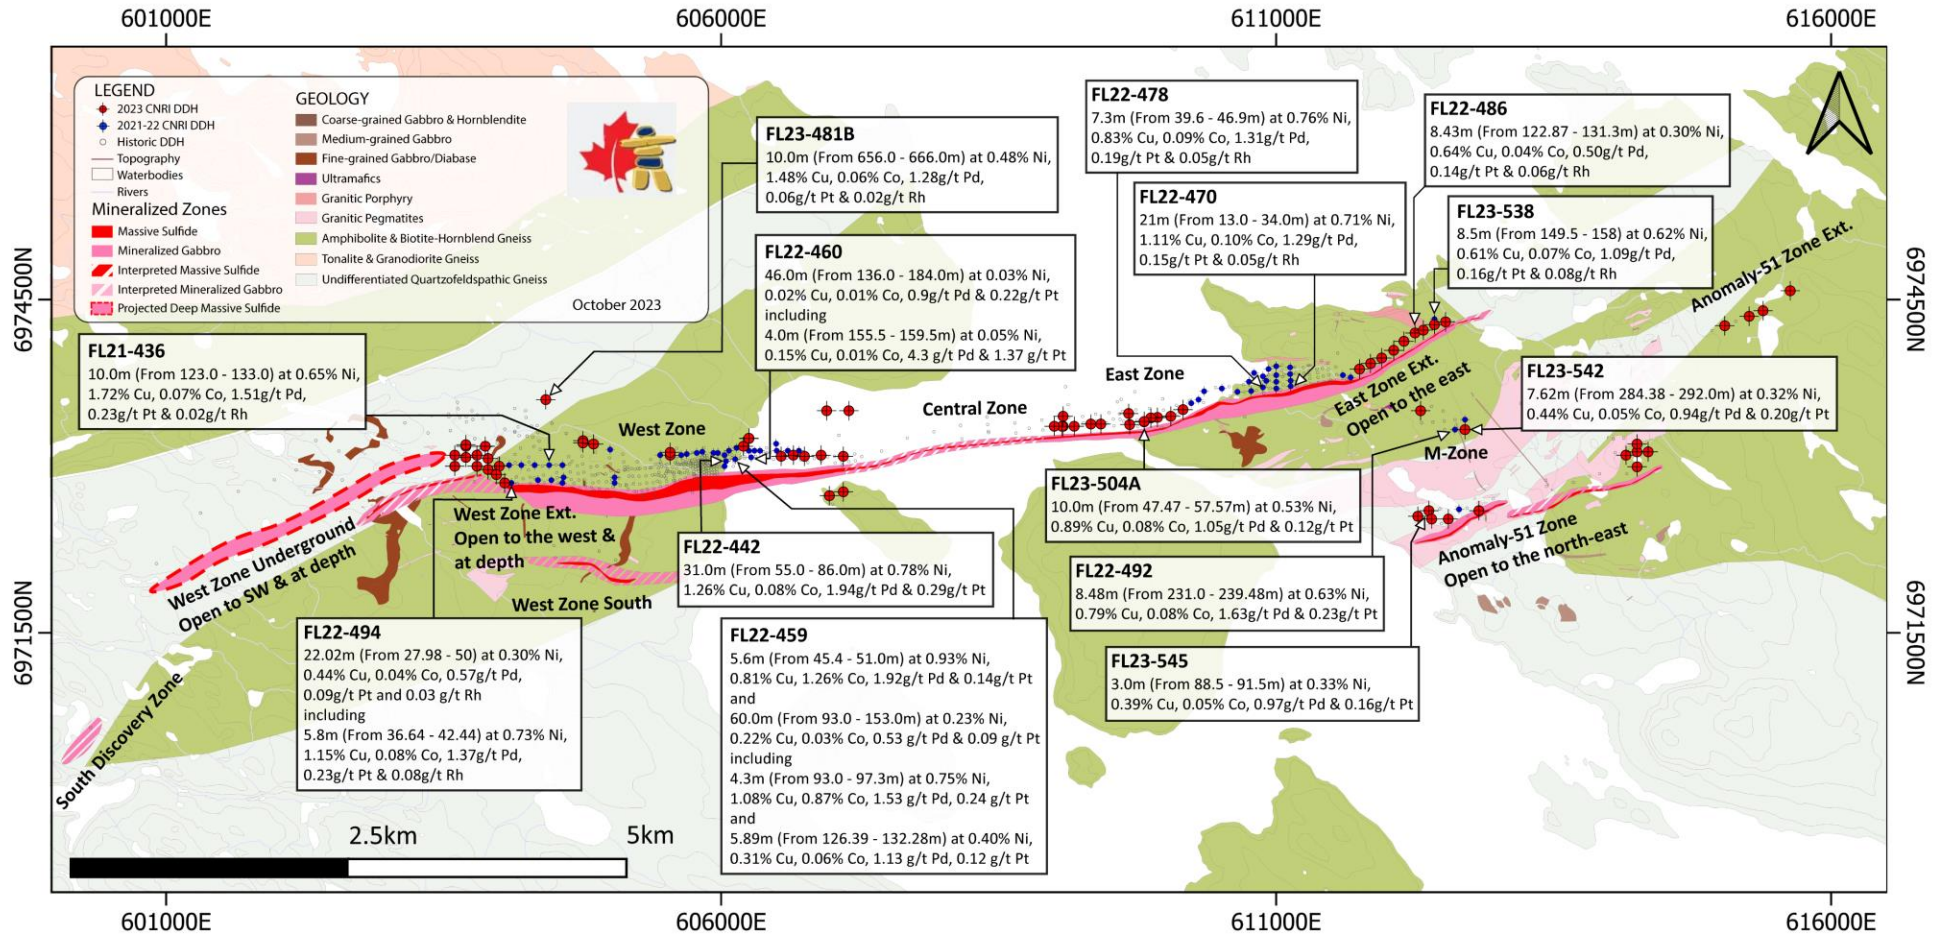 601000E
606000E
611000E
616000E
6974500N
6971500N
LEGEND
2023 CNRI DDH
2021-22 CNRI DDH
Historic DDH
Topography
Waterbodies
Rivers
Mineralized Zones
Massive Sulfide
Mineralized Gabbro
Interpreted Massive Sulfide
Interpreted Mineralized Gabbro
Projected Deep Massive Sulfide
GEOLOGY
Coarse-grained Gabbro & Hornblendite
Medium-grained Gabbro
Fine-grained Gabbro/Diabase
Ultramafics
Granitic Porphyry
Granitic Pegmatites
Amphibolite & Biotite-Hornblend Gneiss
Tonalite & Granodiorite Gneiss
Undifferentiated Quartzofeldspathic Gneiss
October 2023
FL23-481B
10.0m (From 656.0 - 666.0m) at 0.48% Ni,
1.48% Cu, 0.06% Co, 1.28g/t Pd,
0.06g/t Pt & 0.02g/t Rh
FL22-460
46.0m (From 136.0 - 184.0m) at 0.03% Ni,
0.02% Cu, 0.01% Co, 0.9g/t Pd & 0.22g/t Pt
including
4.0m (From 155.5 - 159.5m) at 0.05% Ni,
0.15% Cu, 0.01% Co, 4.3 g/t Pd & 1.37 g/t Pt
FL22-478
7.3m (From 39.6 - 46.9m) at 0.76% Ni,
0.83% Cu, 0.09% Co, 1.31g/t Pd,
0.19g/t Pt & 0.05g/t Rh
FL22-470
21m (From 13.0 - 34.0m) at 0.71% Ni,
1.11% Cu, 0.10% Co, 1.29g/t Pd,
0.15g/t Pt & 0.05g/t Rh
FL22-486
8.43m (From 122.87 - 131.3m) at 0.30% Ni,
0.64% Cu, 0.04% Co, 0.50g/t Pd,
0.14g/t Pt & 0.06g/t Rh
FL23-538
8.5m (From 149.5 - 158) at 0.62% Ni,
0.61% Cu, 0.07% Co, 1.09g/t Pd,
0.16g/t Pt & 0.08g/t Rh
Anomaly-51 Zone Ext.
6974500N
FL21-436
10.0m (From 123.0 - 133.0) at 0.65% Ni,
1.72% Cu, 0.07% Co, 1.51g/t Pd,
0.23g/t Pt & 0.02g/t Rh
FL23-542
7.62m (From 284.38 - 292.0m) at 0.32% Ni,
0.44% Cu, 0.05% Co, 0.94g/t Pd & 0.20g/t Pt
West Zone
Central Zone
East Zone
East Zone Ext.
Open to the east
M-Zone
West Zone Underground
Open to SW & at depth
West Zone Ext.
Open to the west &
at depth
West Zone South
Anomaly-51 Zone
Open to the north-east
South Discovery Zone
FL23-504A
10.0m (From 47.47 - 57.57m) at 0.53% Ni,
0.89% Cu, 0.08% Co, 1.05g/t Pd & 0.12g/t Pt
FL22-442
31.0m (From 55.0 - 86.0m) at 0.78% Ni,
1.26% Cu, 0.08% Co, 1.94g/t Pd & 0.29g/t Pt
FL22-492
8.48m (From 231.0 - 239.48m) at 0.63% Ni,
0.79% Cu, 0.08% Co, 1.63g/t Pd & 0.23g/t Pt
FL23-545
3.0m (From 88.5 - 91.5m) at 0.33% Ni,
0.39% Cu, 0.05% Co, 0.97g/t Pd & 0.16g/t Pt
FL22-494
22.02m (From 27.98 - 50) at 0.30% Ni,
0.44% Cu, 0.04% Co, 0.57g/t Pd,
0.09g/t Pt and 0.03 g/t Rh
including
5.8m (From 36.64 - 42.44) at 0.73% Ni,
1.15% Cu, 0.08% Co, 1.37g/t Pd,
0.23g/t Pt & 0.08g/t Rh
FL22-459
5.6m (From 45.4 - 51.0m) at 0.93% Ni,
0.81% Cu, 1.26% Co, 1.92g/t Pd & 0.14g/t Pt
and
60.0m (From 93.0 - 153.0m) at 0.23% Ni,
0.22% Cu, 0.03% Co, 0.53 g/t Pd & 0.09 g/t Pt
including
4.3m (From 93.0 - 97.3m) at 0.75% Ni,
1.08% Cu, 0.87% Co, 1.53 g/t Pd, 0.24 g/t Pt
and
5.89m (From 126.39 - 132.28m) at 0.40% Ni,
0.31% Cu, 0.06% Co, 1.13 g/t Pd, 0.12 g/t Pt
6971500N
2.5km
5km
601000E
606000E
611000E
616000E